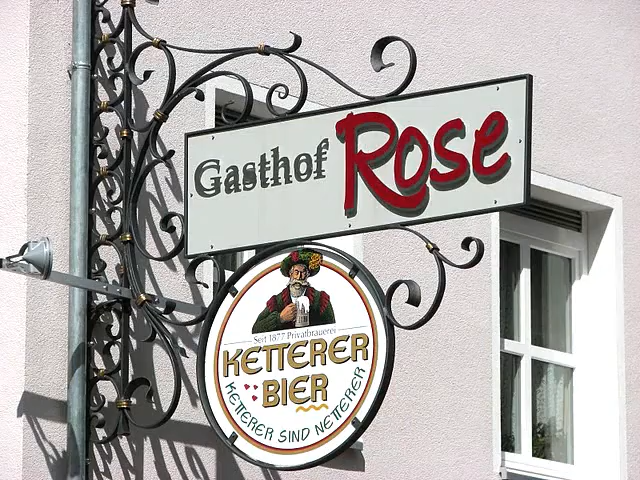 Gasthof Rose
Seit 1877 Privatbrauerei
KETTERER
BIER
KETTERER SIND NETTERER